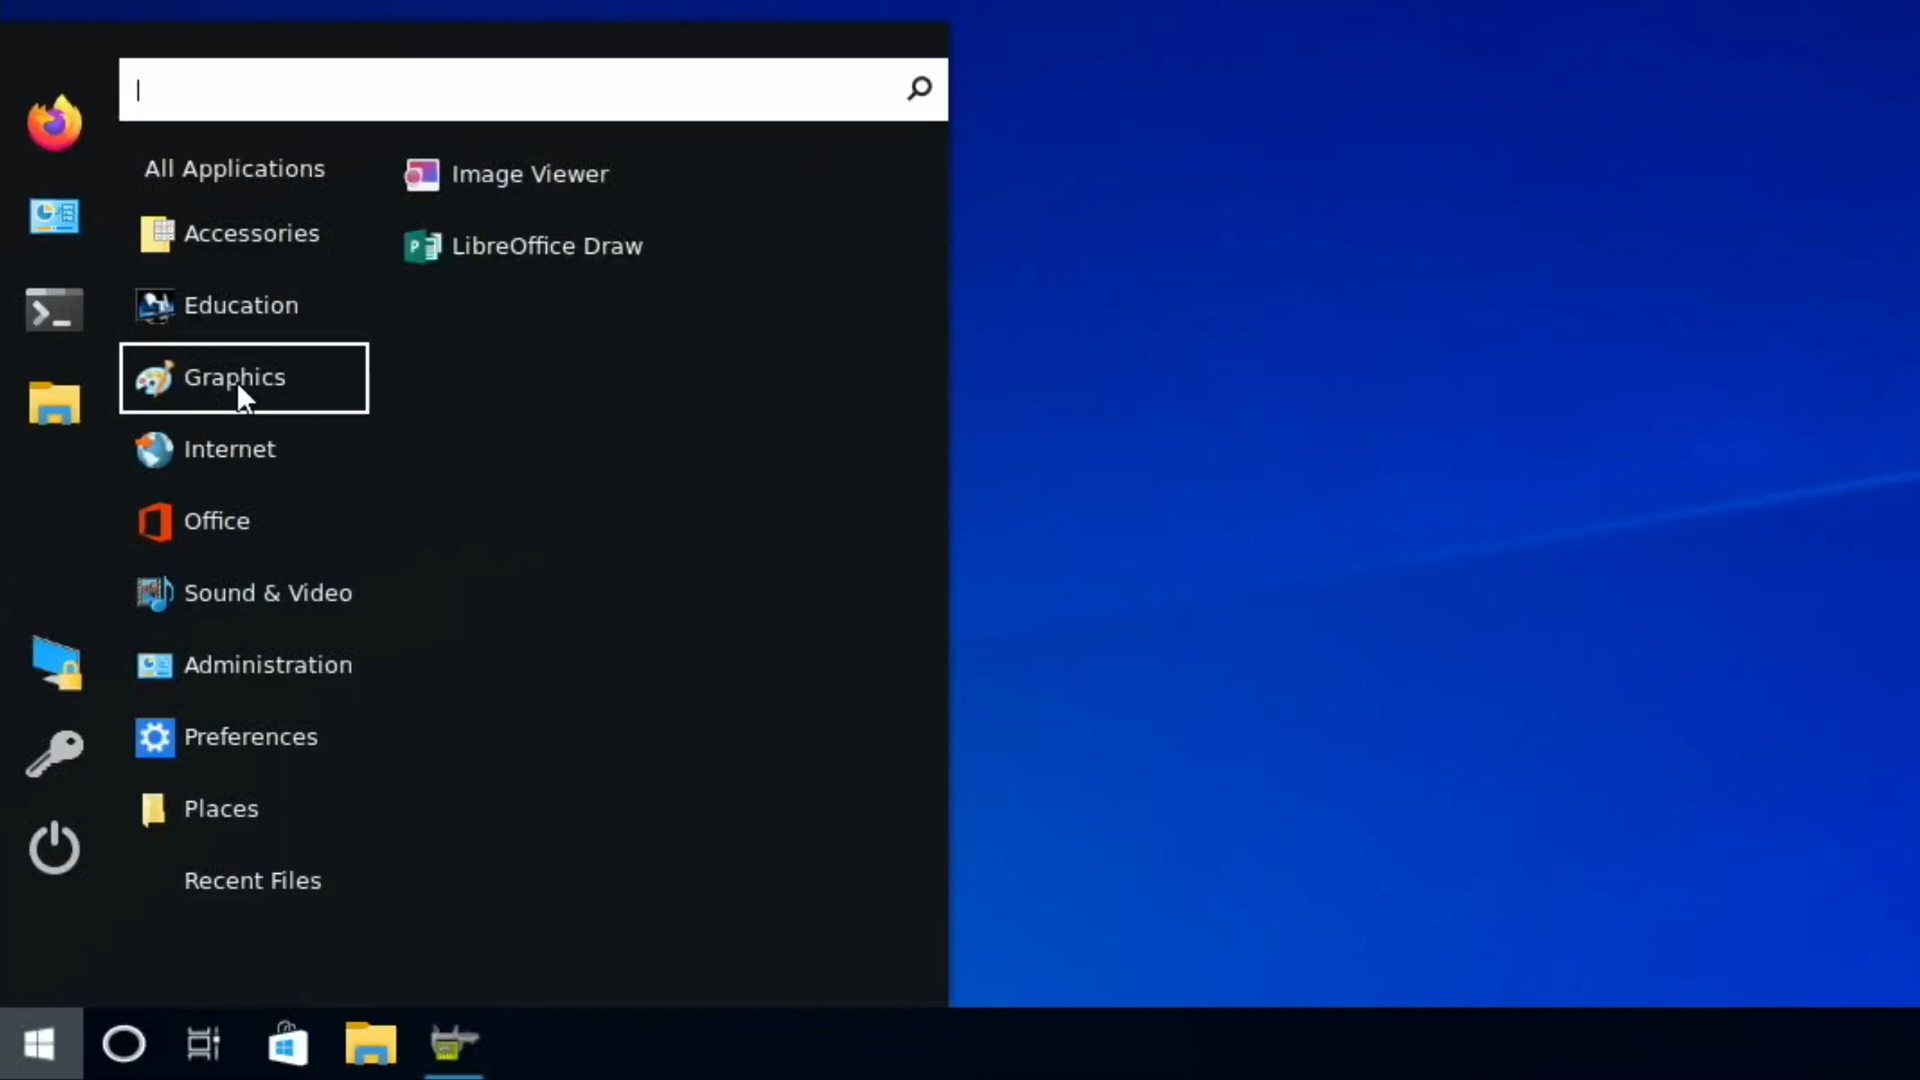 All Applications
Accessories
Education
Graphics
Internet
Office
Sound & Video
Administration
Preferences
Places
Recent Files
Image Viewer
LibreOffice Draw